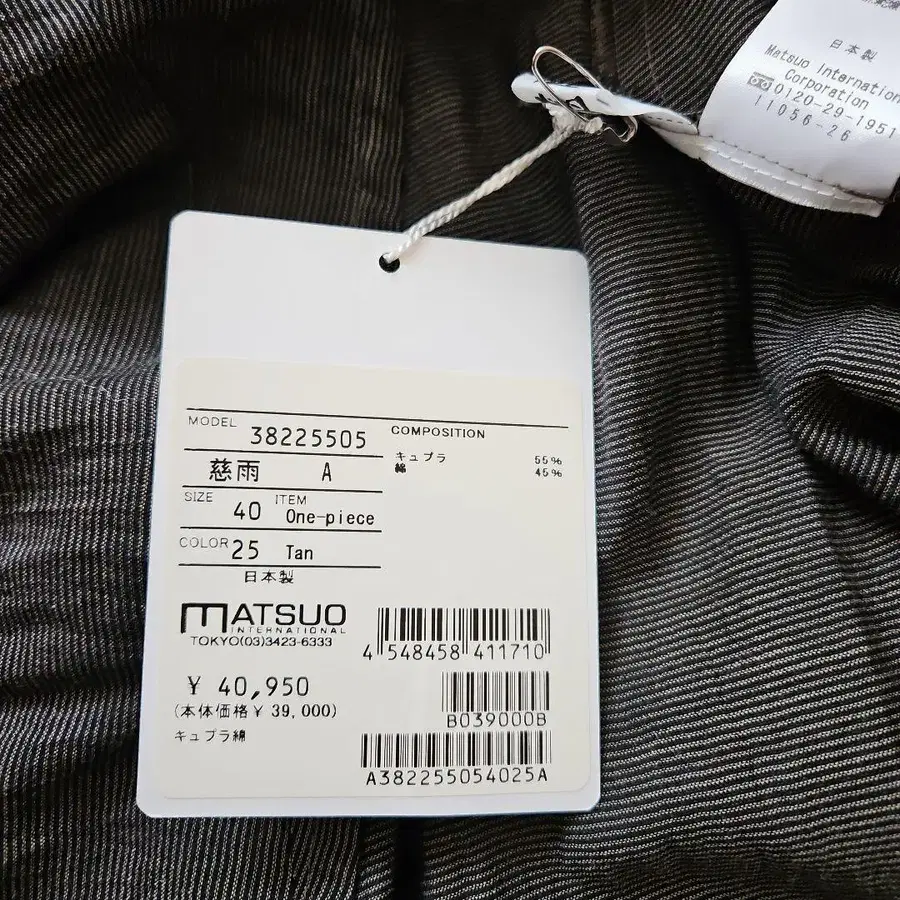 日本製
Matsuo International
Corporation
0120-29-1951
11056-26
MODEL 38225505
慈雨 A
SIZE 40 ITEM One-piece
COLOR 25 Tan
日本製
COMPOSITION
キュプラ 55%
綿 45%
MATSUO
INTERNATIONAL
TOKYO(03)3423-6333
4 548458 411710
¥ 40,950
(本体価格¥ 39,000)
キュプラ綿
B039000B
A382255054025A